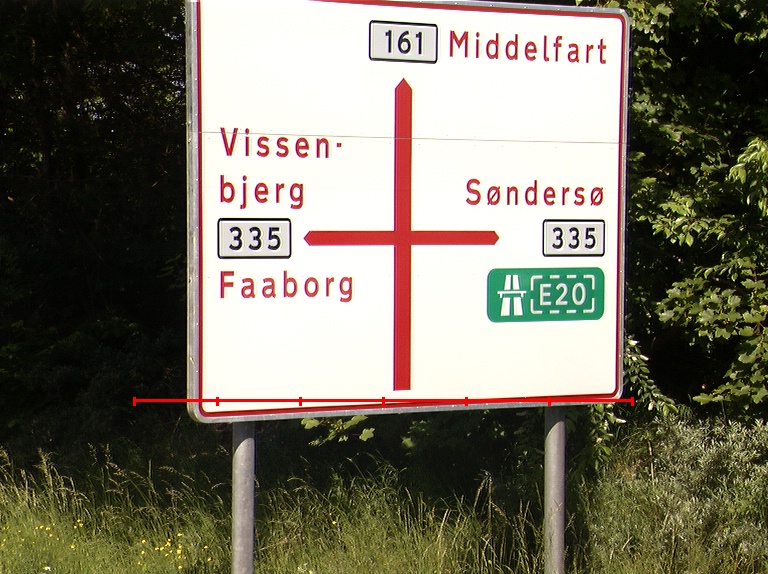 161 Middelfart
Vissen-
bjerg
335
Faaborg
Søndersø
335
E20